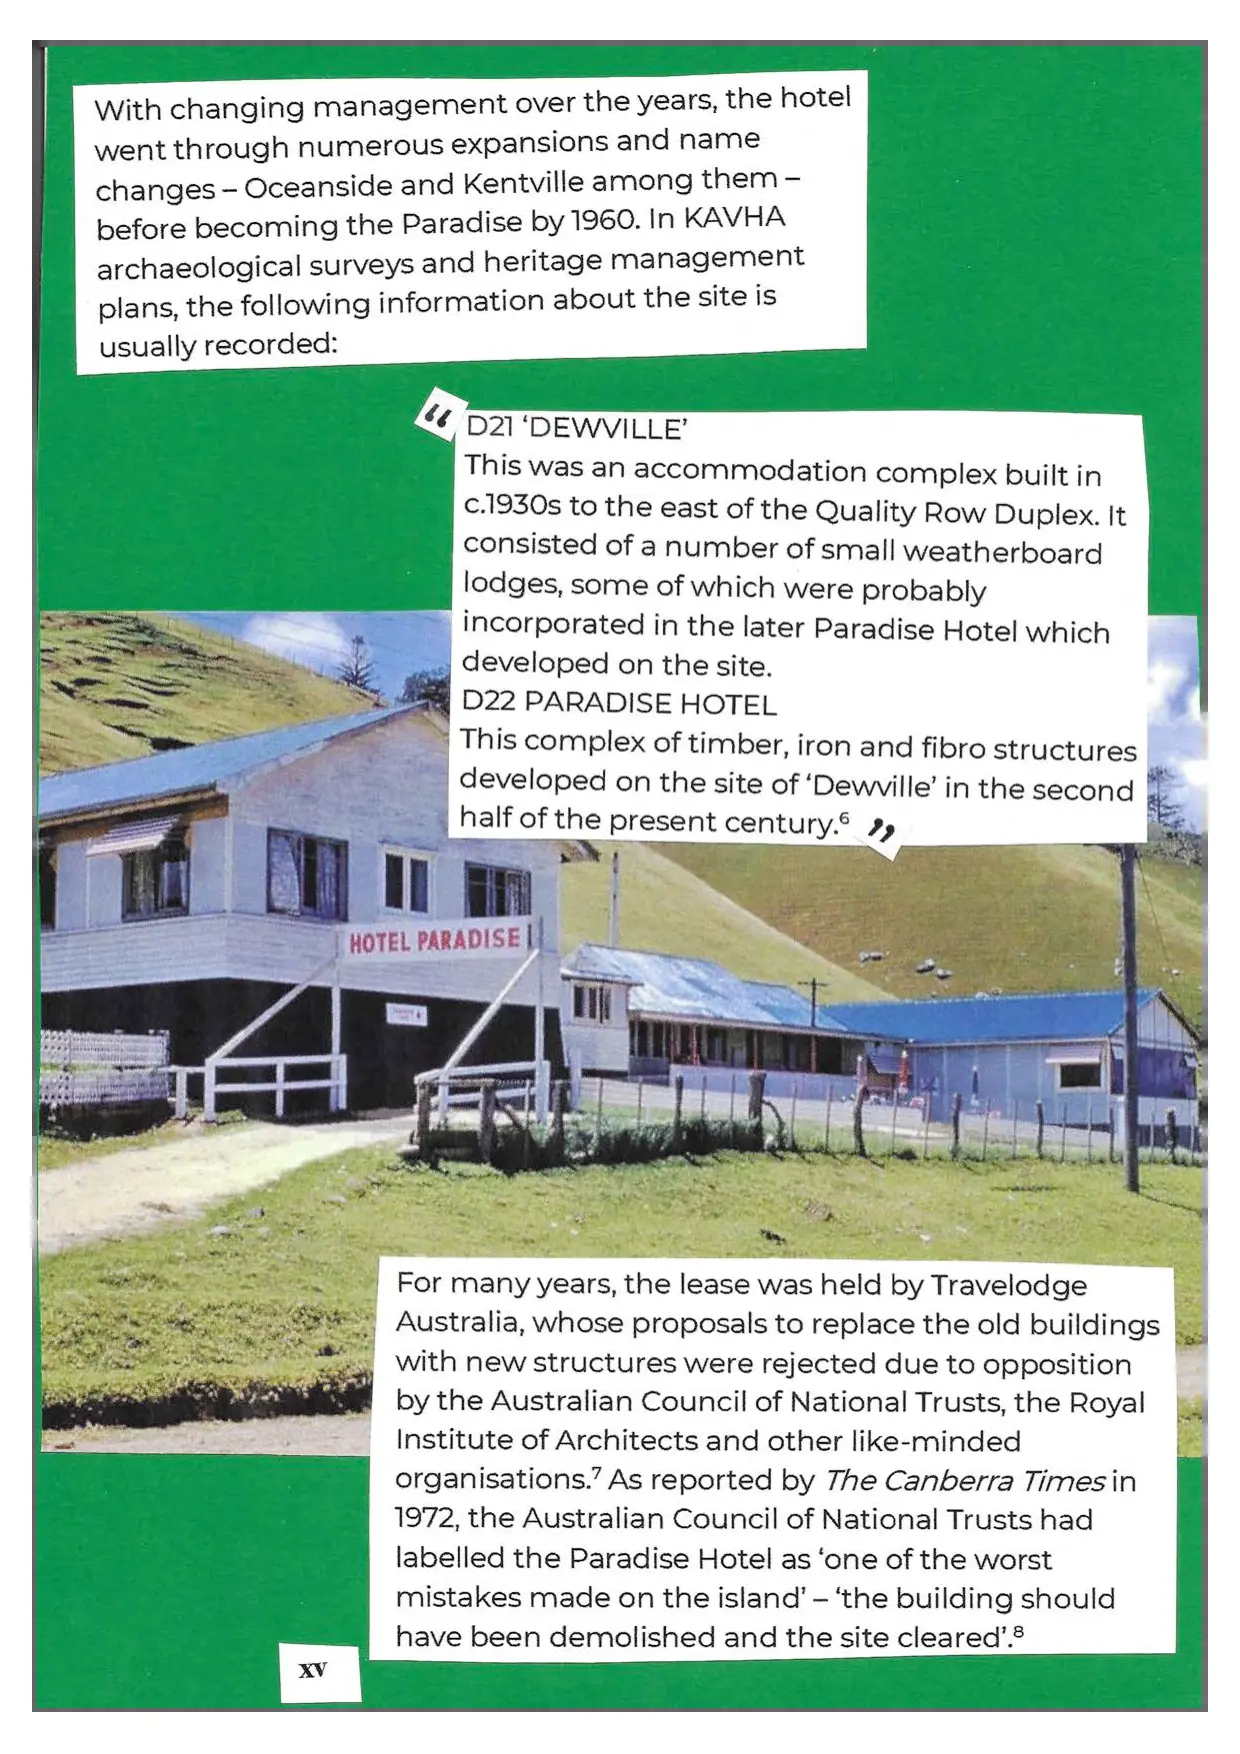 With changing management over the years, the hotel
went through numerous expansions and name
changes – Oceanside and Kentville among them –
before becoming the Paradise by 1960. In KAVHA
archaeological surveys and heritage management
plans, the following information about the site is
usually recorded:
“ D21 ‘DEWVILLE’
This was an accommodation complex built in
c.1930s to the east of the Quality Row Duplex. It
consisted of a number of small weatherboard
lodges, some of which were probably
incorporated in the later Paradise Hotel which
developed on the site.
D22 PARADISE HOTEL
This complex of timber, iron and fibro structures
developed on the site of ‘Dewville’ in the second
half of the present century.⁶ ”
HOTEL PARADISE
For many years, the lease was held by Travelodge
Australia, whose proposals to replace the old buildings
with new structures were rejected due to opposition
by the Australian Council of National Trusts, the Royal
Institute of Architects and other like-minded
organisations.⁷ As reported by The Canberra Times in
1972, the Australian Council of National Trusts had
labelled the Paradise Hotel as ‘one of the worst
mistakes made on the island’ – ‘the building should
have been demolished and the site cleared’.⁸
xv